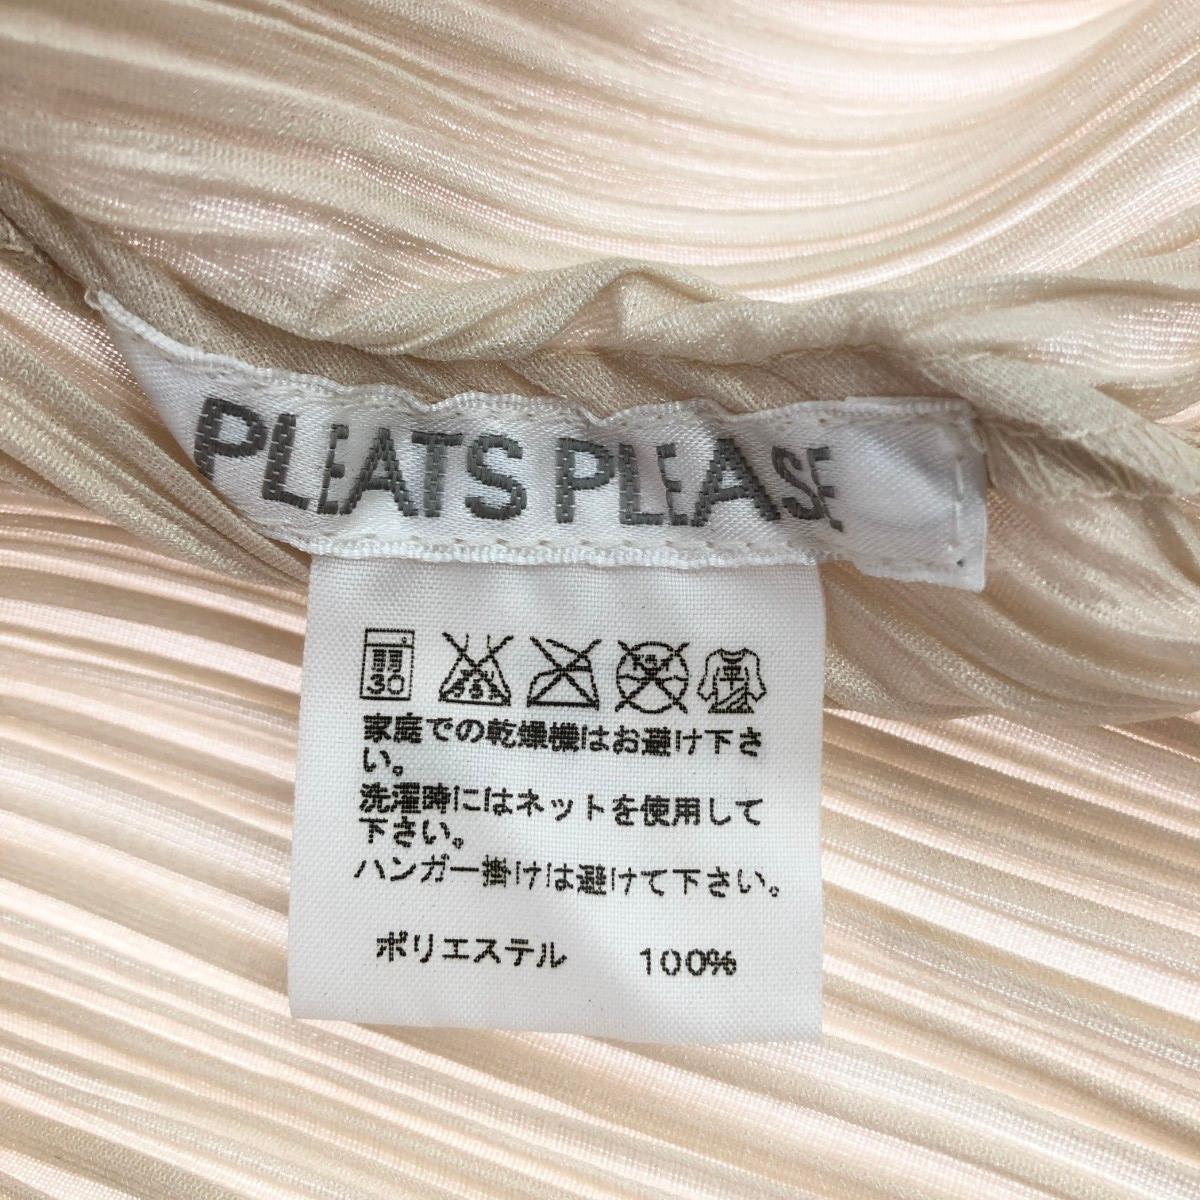 PLEATS PLEASE
30
家庭での乾燥機はお避け下さ
い。
洗濯時にはネットを使用して
下さい。
ハンガー掛けは避けて下さい。
ポリエステル 100%